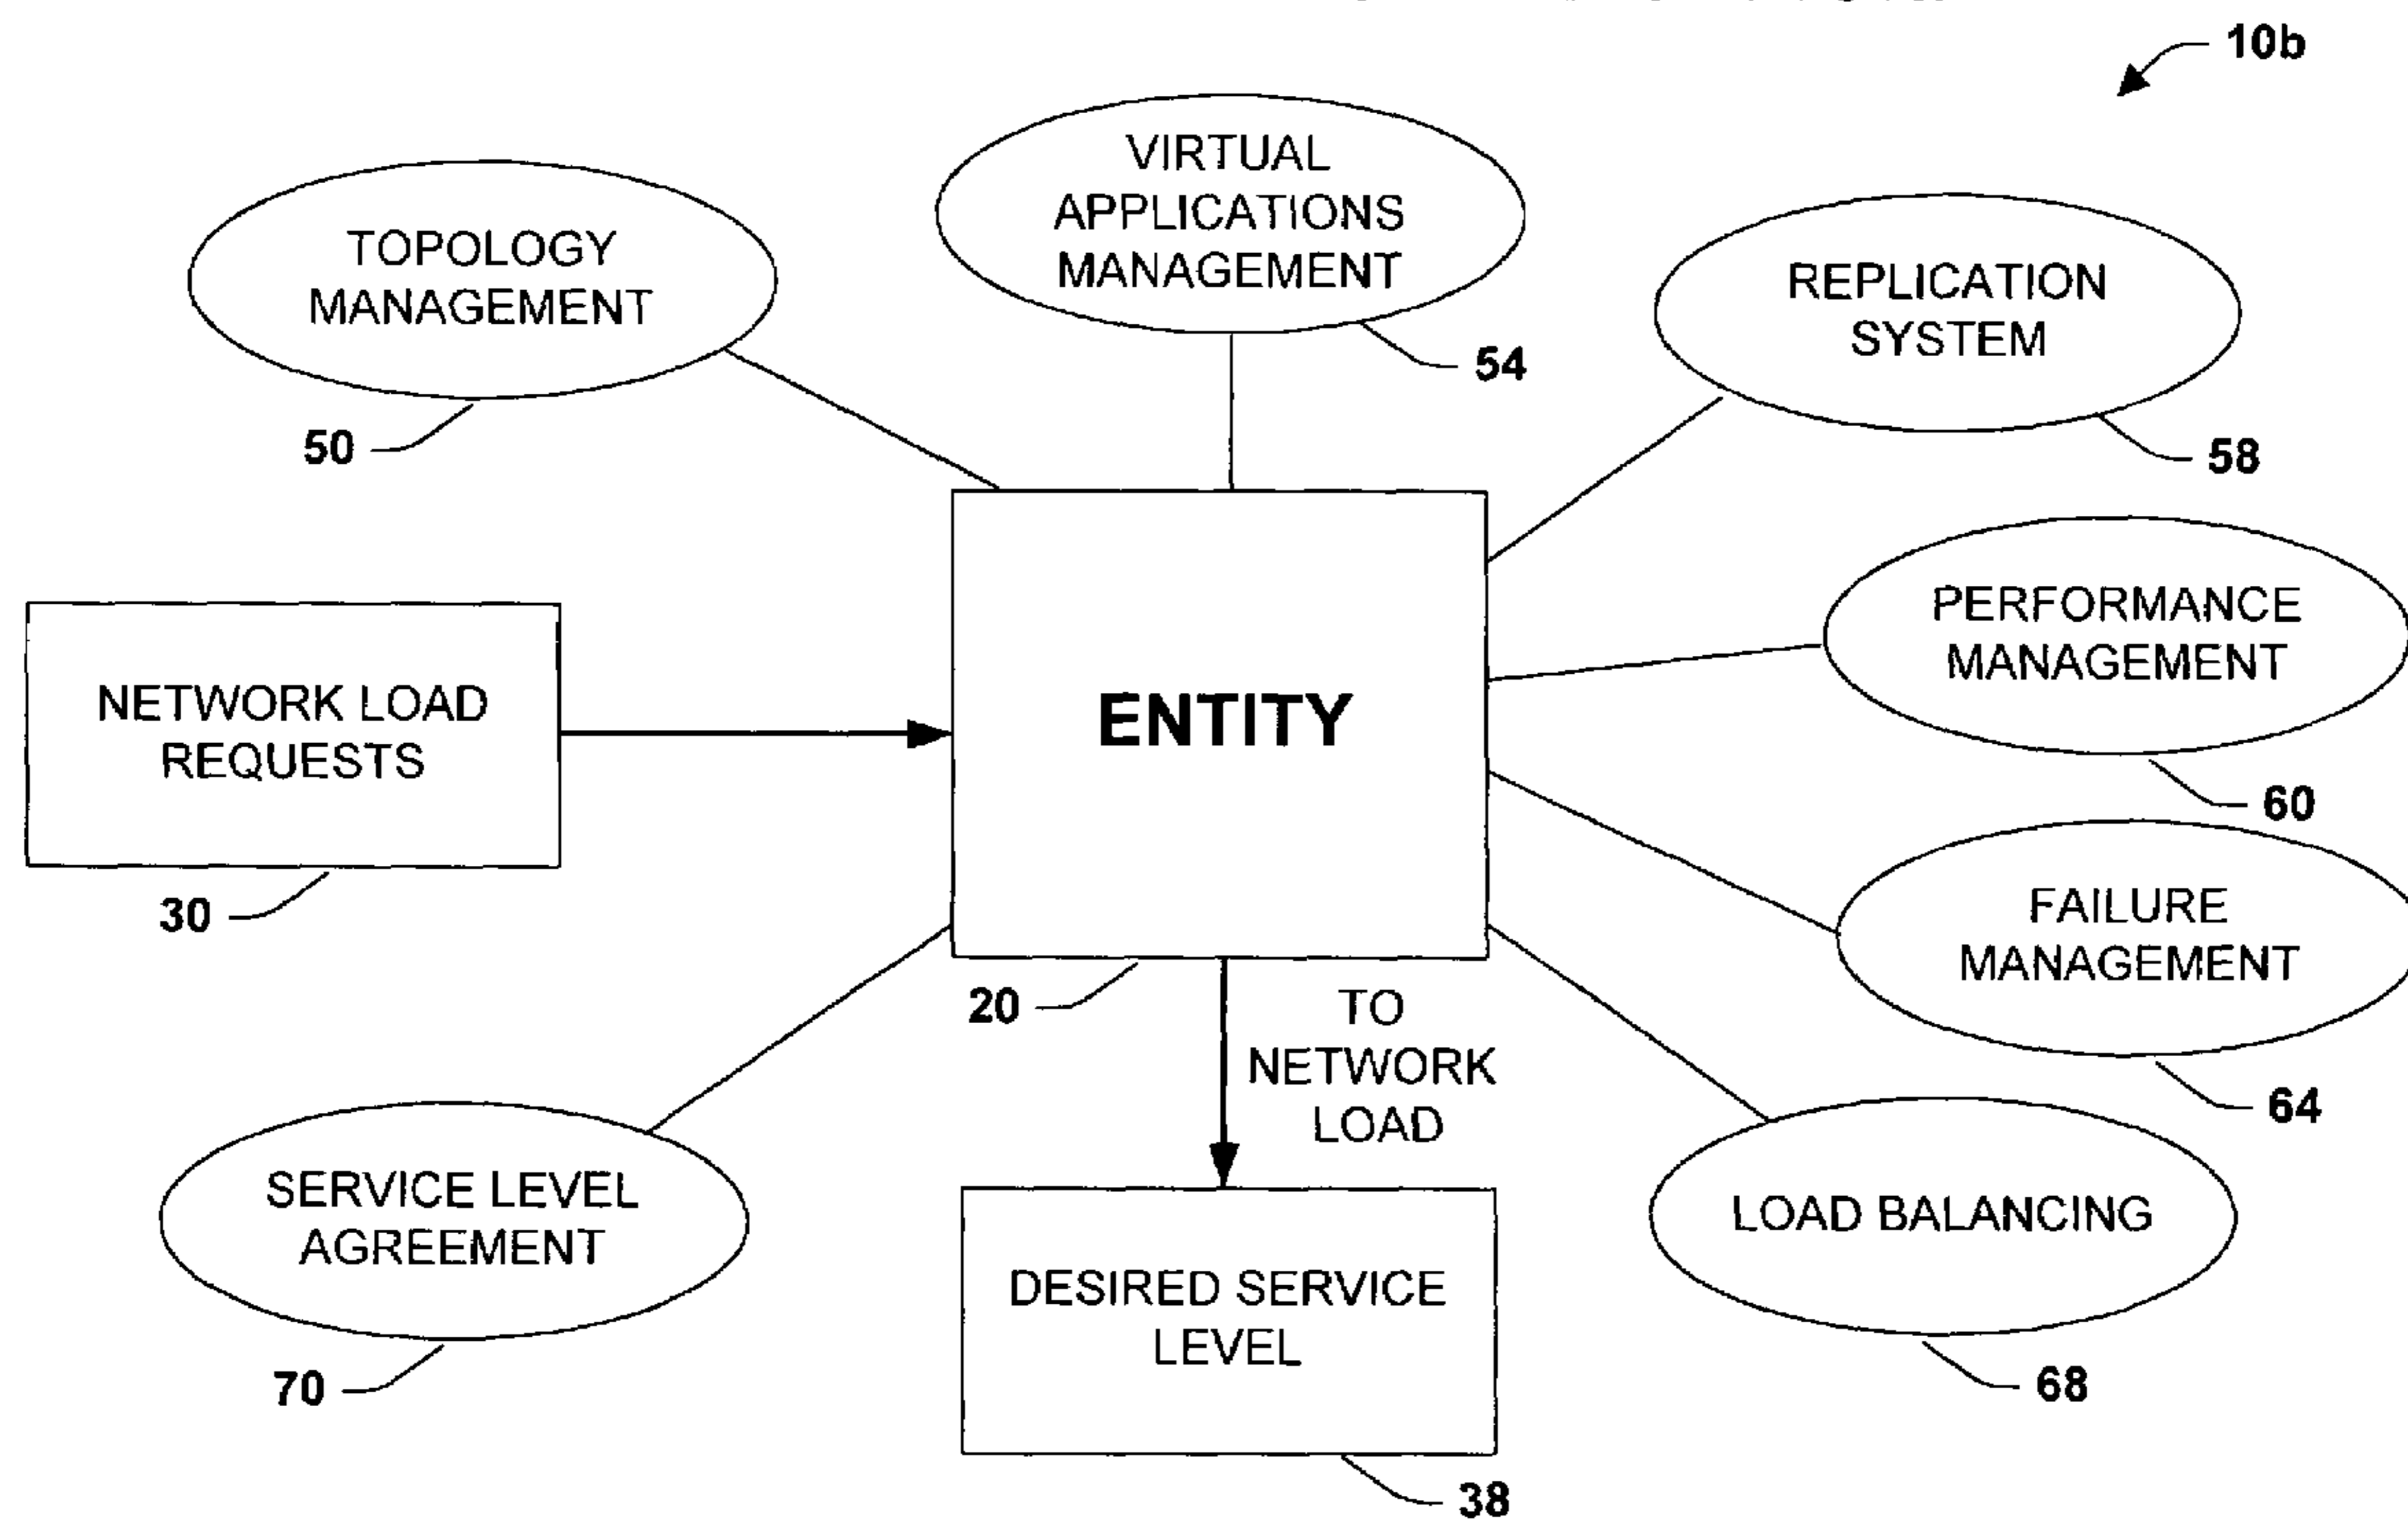 10b
VIRTUAL
APPLICATIONS
MANAGEMENT
54
TOPOLOGY
MANAGEMENT
50
REPLICATION
SYSTEM
58
NETWORK LOAD
REQUESTS
30
ENTITY
20
PERFORMANCE
MANAGEMENT
60
FAILURE
MANAGEMENT
64
TO
NETWORK
LOAD
SERVICE LEVEL
AGREEMENT
70
DESIRED SERVICE
LEVEL
38
LOAD BALANCING
68